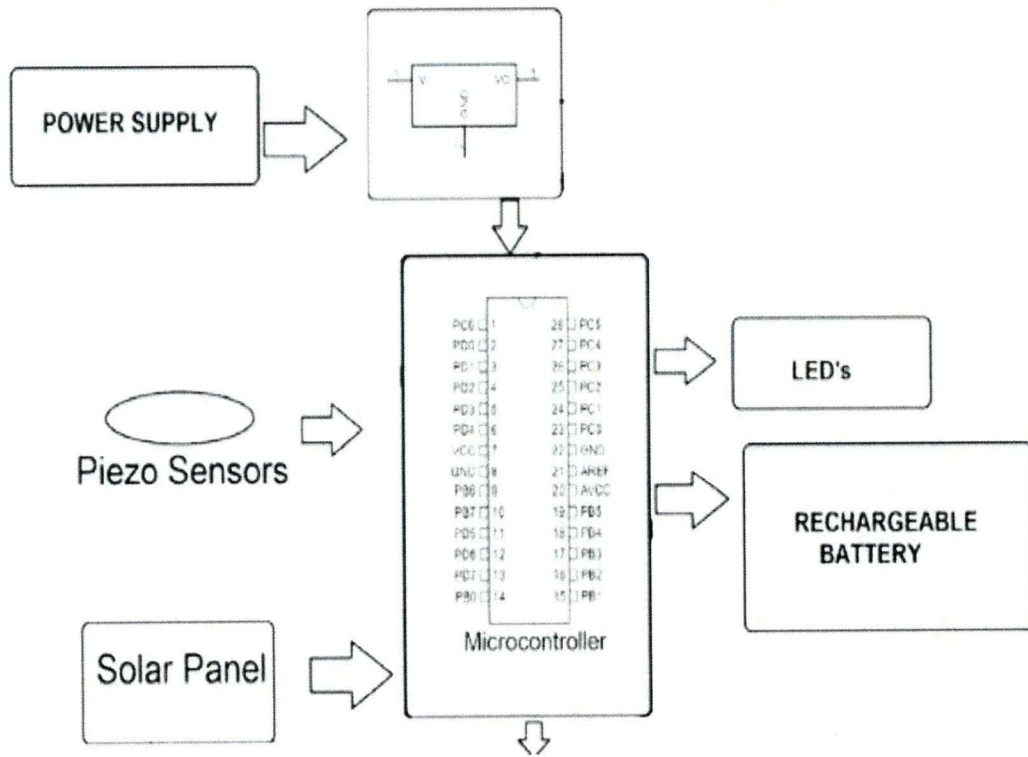 POWER SUPPLY
V
VO
GND
PC6 1 28 PC5
PD0 2 27 PC4
PD1 3 26 PC3
PD2 4 25 PC2
PD3 5 24 PC1
PD4 6 23 PC0
VCC 7 22 GND
GND 8 21 AREF
PB6 9 20 AVCC
PB7 10 19 PB5
PD5 11 18 PB4
PD6 12 17 PB3
PD7 13 16 PB2
PB0 14 15 PB1
Microcontroller
LED's
Piezo Sensors
RECHARGEABLE
BATTERY
Solar Panel